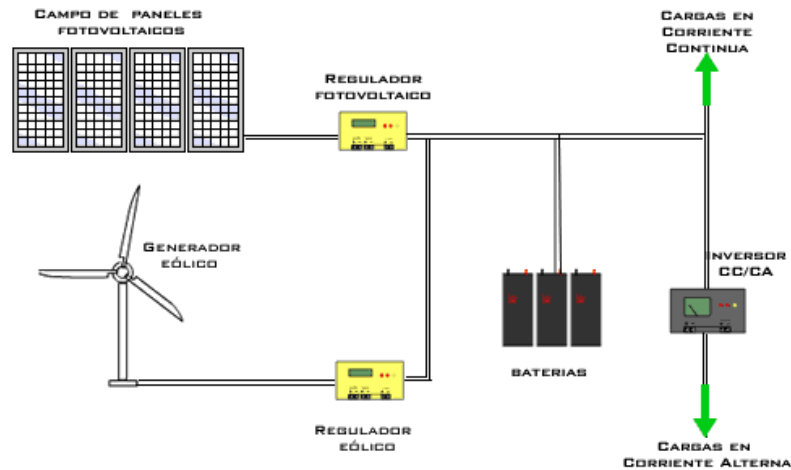 CAMPO DE PANELES
FOTOVOLTAICOS
CARGAS EN
CORRIENTE
CONTINUA
REGULADOR
FOTOVOLTAICO
GENERADOR
EÓLICO
INVERSOR
CC/CA
BATERIAS
REGULADOR
EÓLICO
CARGAS EN
CORRIENTE ALTERNA